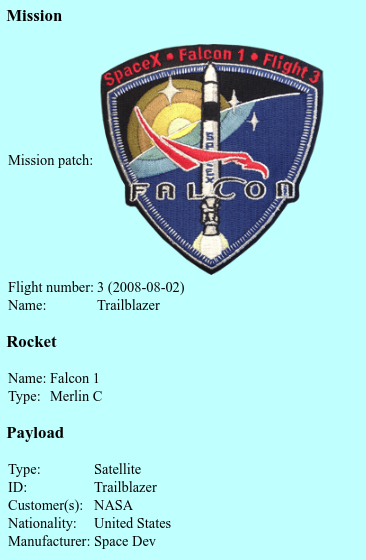 Mission
SpaceX • Falcon 1 • Flight 3
SPACEX
FALCON
Mission patch:
Flight number: 3 (2008-08-02)
Name: Trailblazer
Rocket
Name: Falcon 1
Type: Merlin C
Payload
Type: Satellite
ID: Trailblazer
Customer(s): NASA
Nationality: United States
Manufacturer: Space Dev